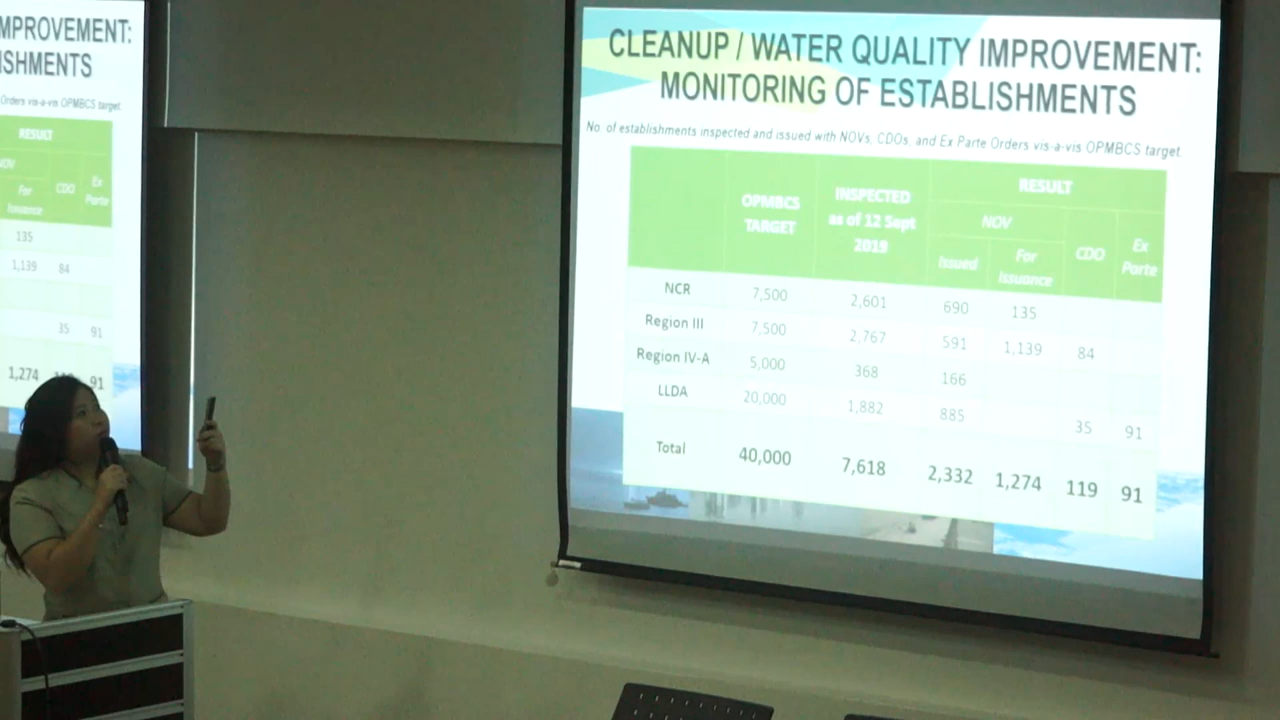 MPROVEMENT:
ISHMENTS
Orders vis-a-vis OPMBCS target
RESULT
NOV
For
Issuance
CDO
Ex
Parte
135
1,139 84
35 91
1,274 119 91
CLEANUP / WATER QUALITY IMPROVEMENT:
MONITORING OF ESTABLISHMENTS
No. of establishments inspected and issued with NOVs, CDOs, and Ex Parte Orders vis-a-vis OPMBCS target.
OPMBCS
TARGET
INSPECTED
as of 12 Sept
2019
RESULT
NOV
Issued
For
issuance
CDO
Ex
Parte
NCR 7,500 2,601 690 135
Region III 7,500 2,767 591 1,139 84
Region IV-A 5,000 368 166
LLDA 20,000 1,882 885 35 91
Total 40,000 7,618 2,332 1,274 119 91